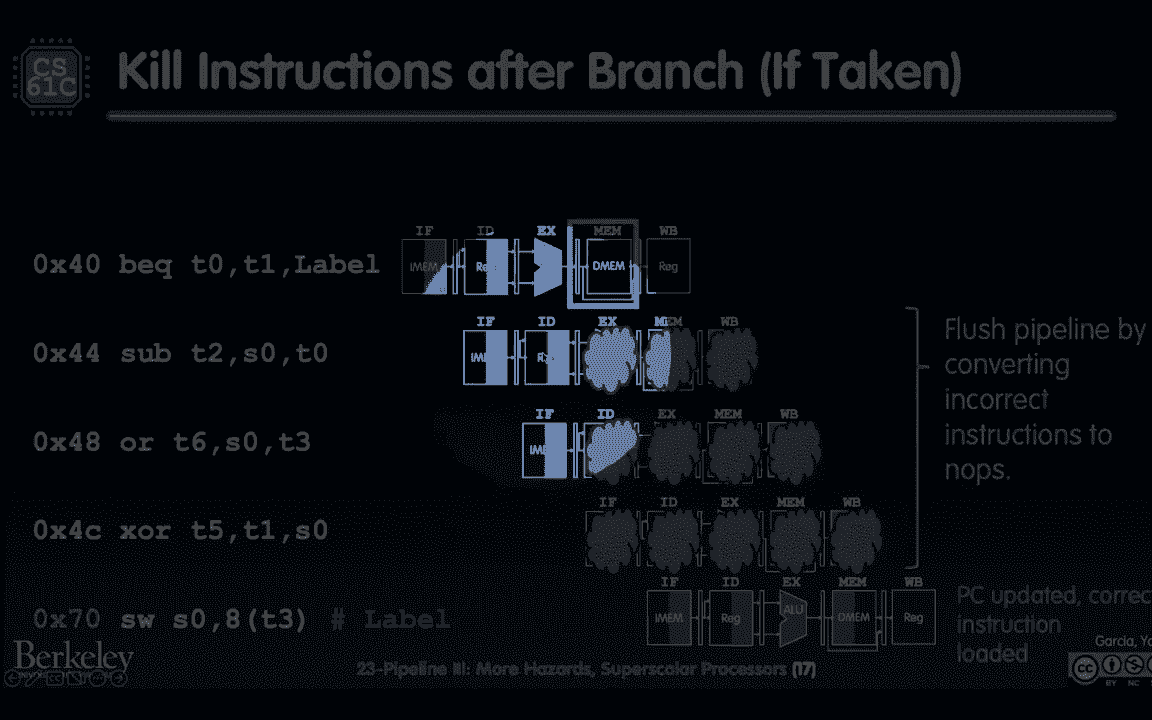 CS
61C
Kill Instructions after Branch (If Taken)
IF ID EX MEM WB
0x40 beq t0,t1,Label
IMEM Reg DMEM Reg
IF ID EX MEM WB
0x44 sub t2,s0,t0
IF ID EX MEM WB
0x48 or t6,s0,t3
IF ID EX MEM WB
0x4c xor t5,t1,s0
IF ID EX MEM WB
0x70 sw s0,8(t3) # Label
IMEM Reg ALU DMEM Reg
Flush pipeline by
converting
incorrect
instructions to
nops.
PC updated, correc
instruction
loaded
Berkeley
23-Pipeline III: More Hazards, Superscalar Processors (17)
Garcia, Yo
CC
BY NC